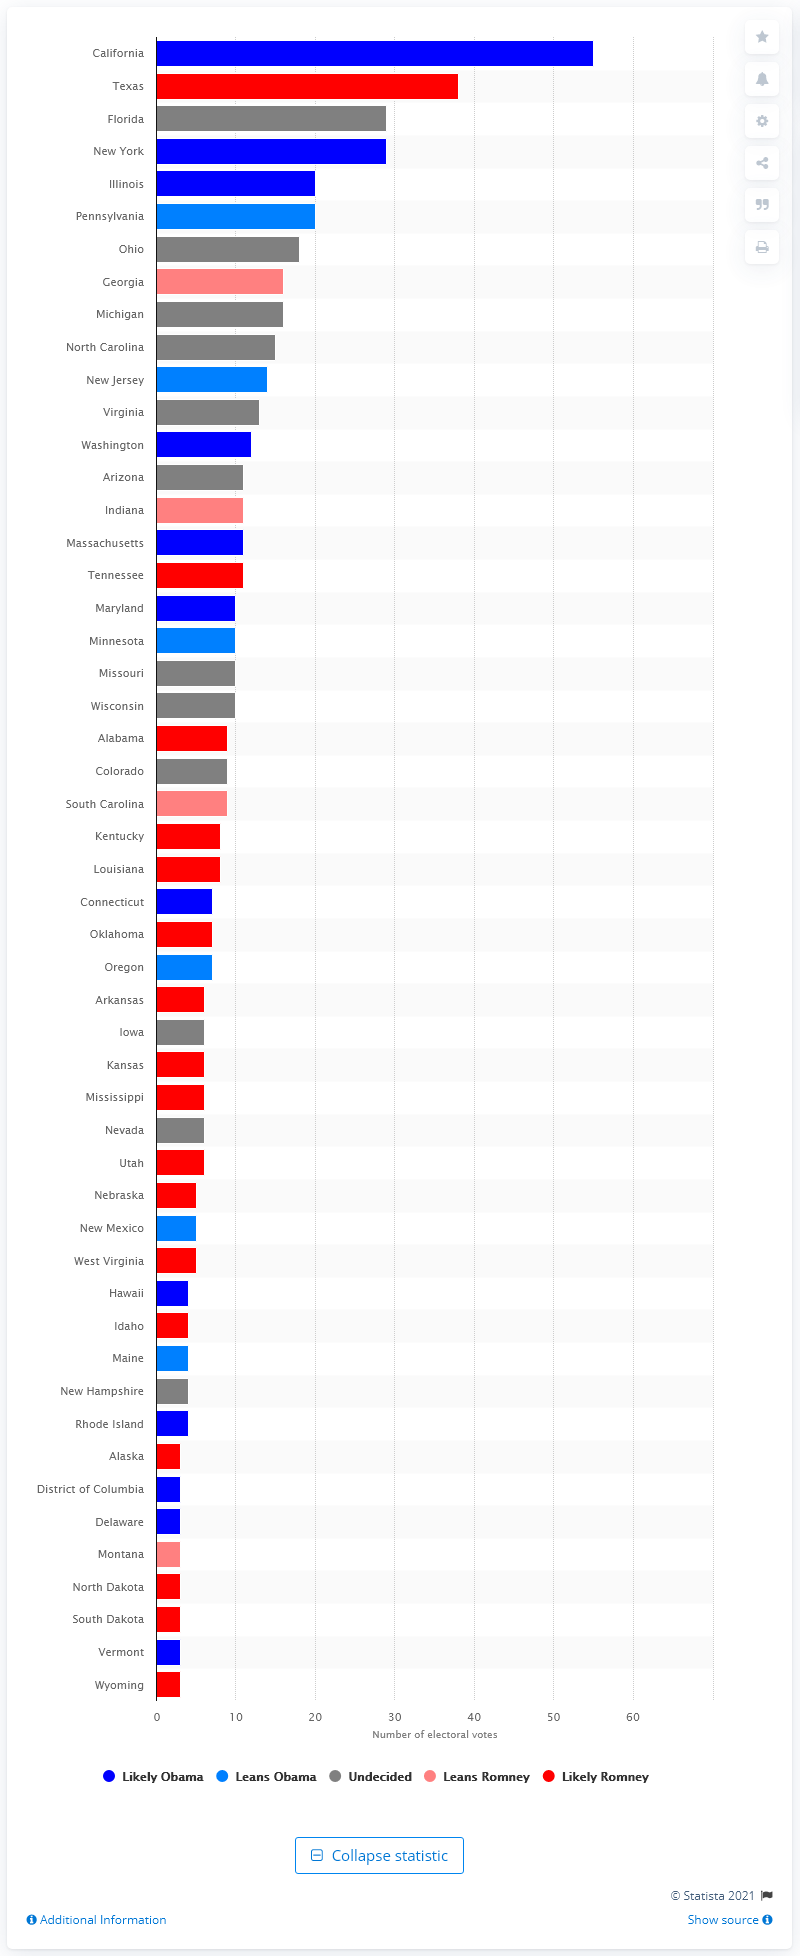 California
Texas
Florida
New York
Illinois
Pennsylvania
Ohio
Georgia
Michigan
North Carolina
New Jersey
Virginia
Washington
Arizona
Indiana
Massachusetts
Tennessee
Maryland
Minnesota
Missouri
Wisconsin
Alabama
Colorado
South Carolina
Kentucky
Louisiana
Connecticut
Oklahoma
Oregon
Arkansas
Iowa
Kansas
Mississippi
Nevada
Utah
Nebraska
New Mexico
West Virginia
Hawaii
Idaho
Maine
New Hampshire
Rhode Island
Alaska
District of Columbia
Delaware
Montana
North Dakota
South Dakota
Vermont
Wyoming
0 10 20 30 40 50 60
Number of electoral votes
Likely Obama Leans Obama Undecided Leans Romney Likely Romney
Collapse statistic
© Statista 2021
Additional Information Show source